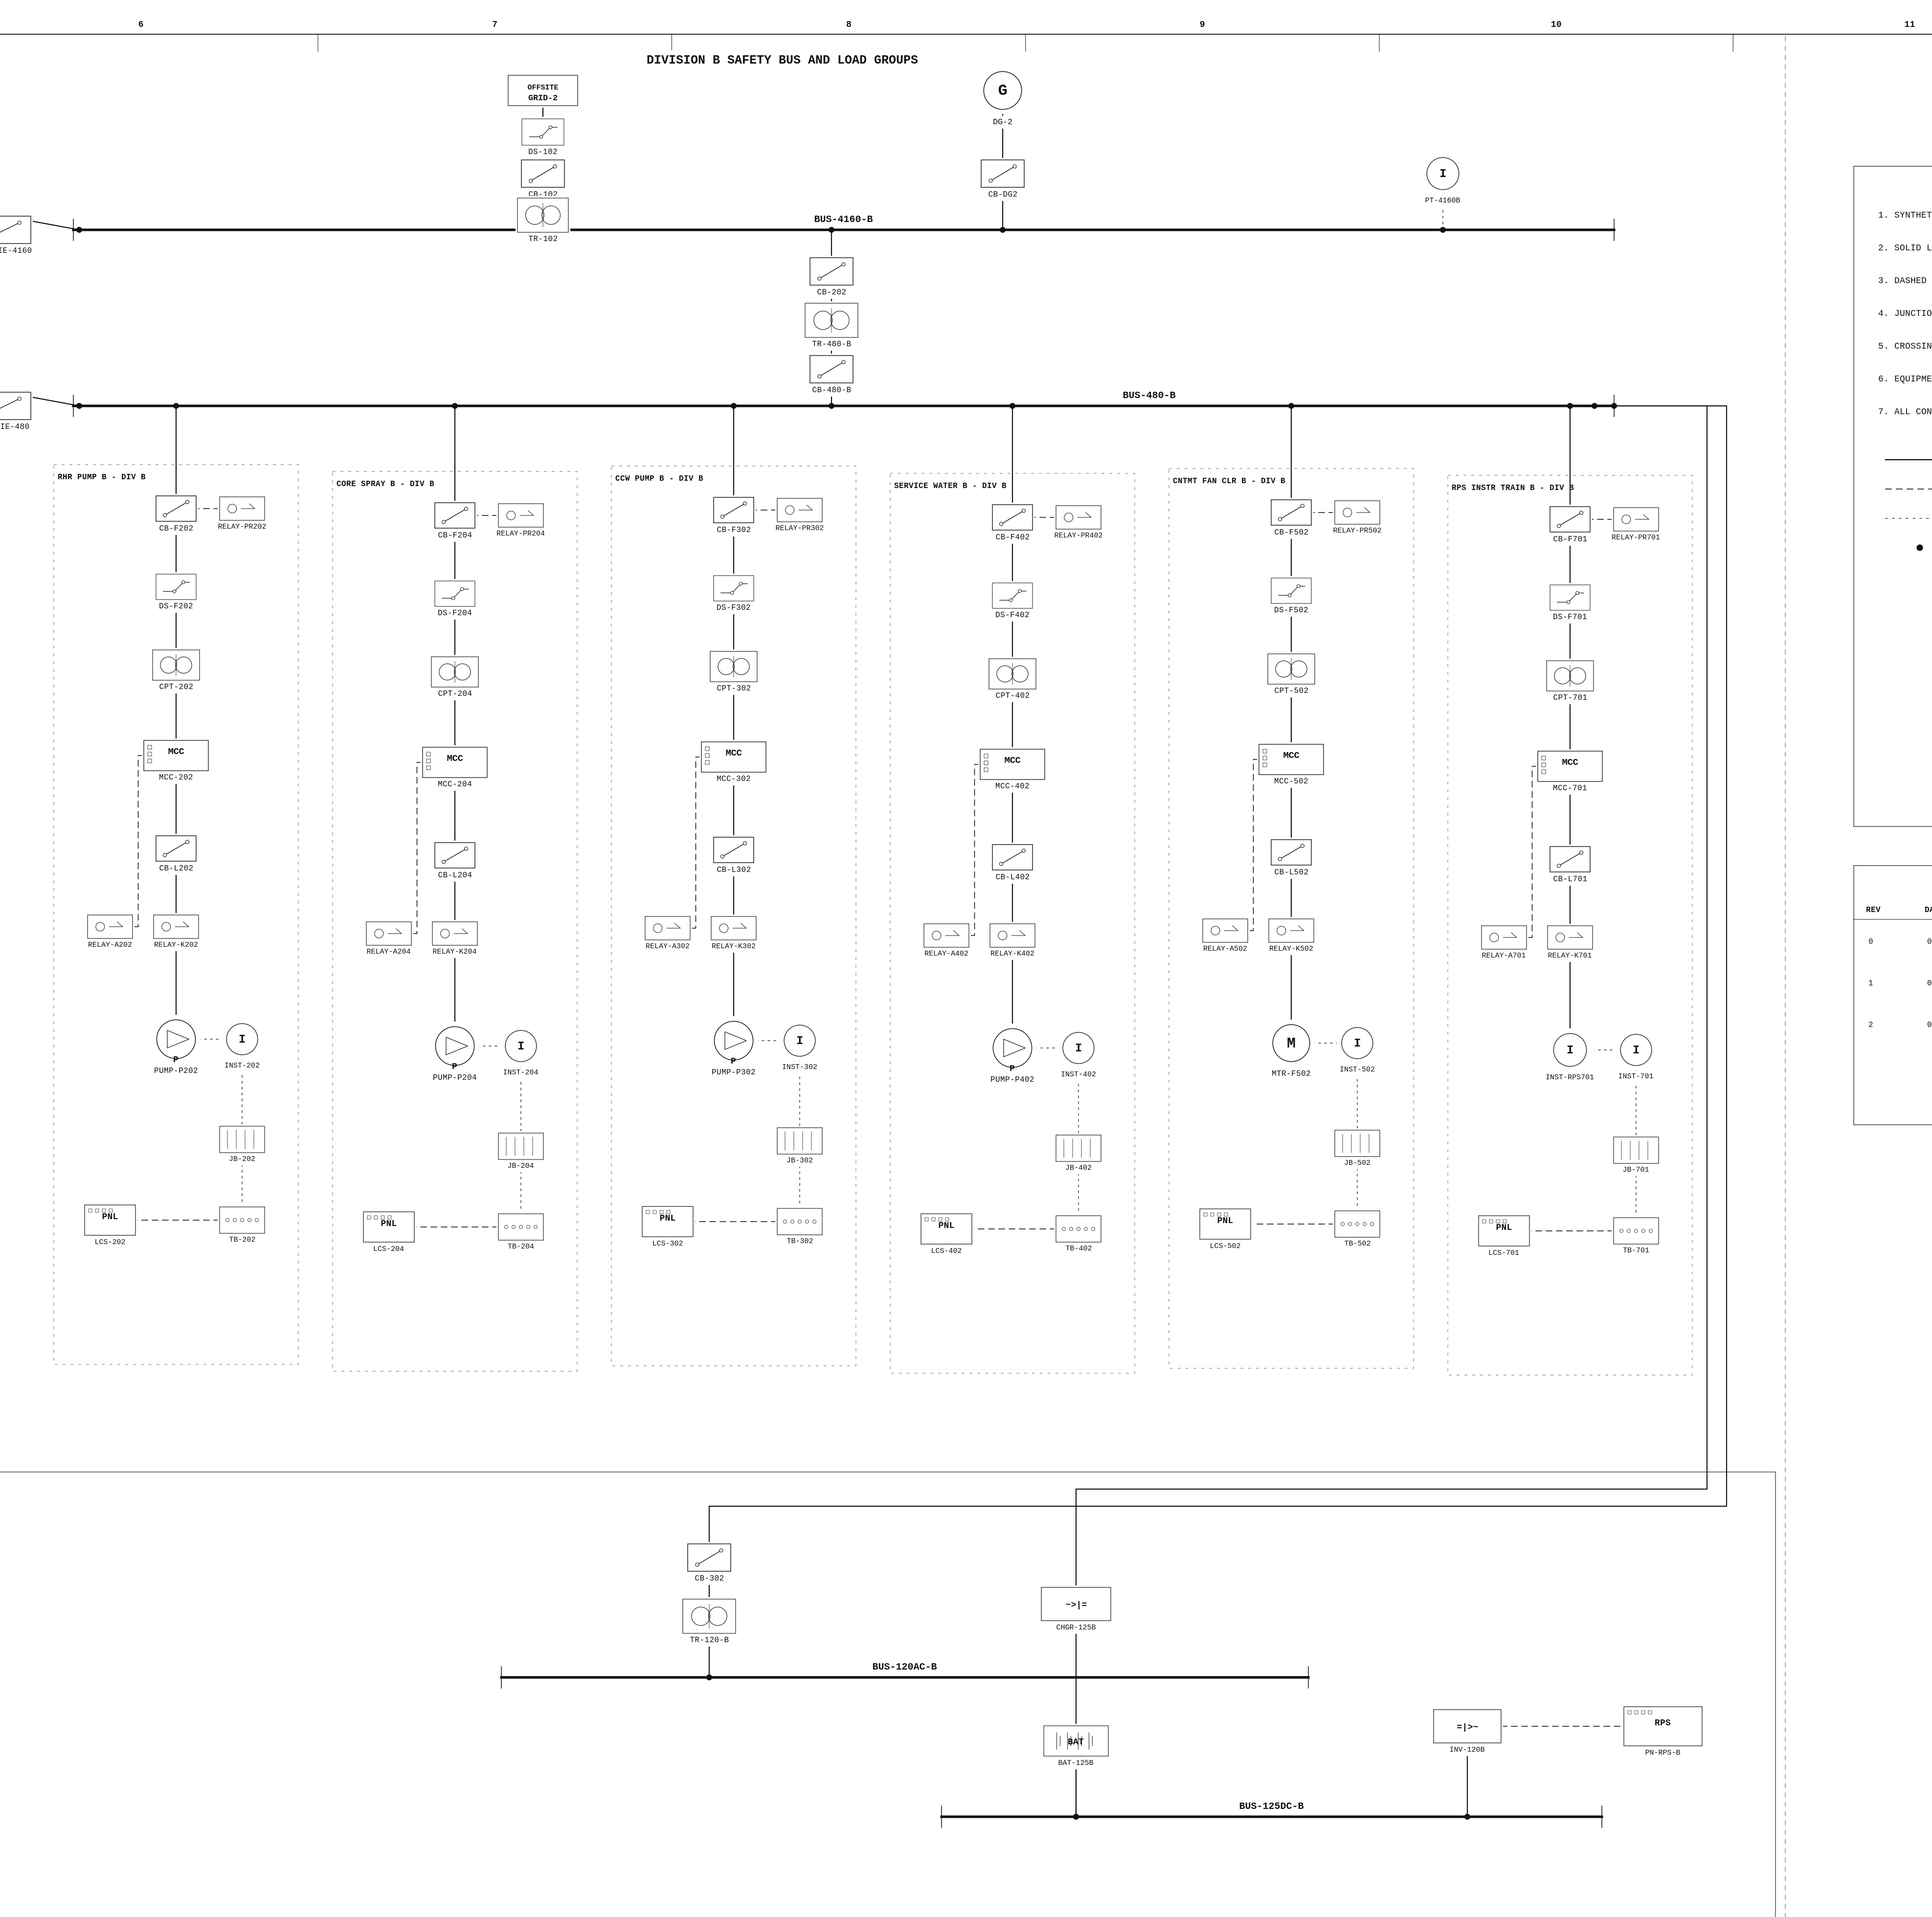 6 7 8 9 10 11
DIVISION B SAFETY BUS AND LOAD GROUPS
OFFSITE
GRID-2
DS-102
CB-102
TR-102
G
DG-2
CB-DG2
I
PT-4160B
BUS-4160-B
IE-4160
CB-202
TR-480-B
CB-480-B
BUS-480-B
IE-480
RHR PUMP B - DIV B
CB-F202
RELAY-PR202
DS-F202
CPT-202
MCC
MCC-202
CB-L202
RELAY-A202
RELAY-K202
P
PUMP-P202
I
INST-202
JB-202
PNL
LCS-202
TB-202
CORE SPRAY B - DIV B
CB-F204
RELAY-PR204
DS-F204
CPT-204
MCC
MCC-204
CB-L204
RELAY-A204
RELAY-K204
P
PUMP-P204
I
INST-204
JB-204
PNL
LCS-204
TB-204
CCW PUMP B - DIV B
CB-F302
RELAY-PR302
DS-F302
CPT-302
MCC
MCC-302
CB-L302
RELAY-A302
RELAY-K302
P
PUMP-P302
I
INST-302
JB-302
PNL
LCS-302
TB-302
SERVICE WATER B - DIV B
CB-F402
RELAY-PR402
DS-F402
CPT-402
MCC
MCC-402
CB-L402
RELAY-A402
RELAY-K402
P
PUMP-P402
I
INST-402
JB-402
PNL
LCS-402
TB-402
CNTMT FAN CLR B - DIV B
CB-F502
RELAY-PR502
DS-F502
CPT-502
MCC
MCC-502
CB-L502
RELAY-A502
RELAY-K502
M
MTR-F502
I
INST-502
JB-502
PNL
LCS-502
TB-502
RPS INSTR TRAIN B - DIV B
CB-F701
RELAY-PR701
DS-F701
CPT-701
MCC
MCC-701
CB-L701
RELAY-A701
RELAY-K701
I
INST-RPS701
I
INST-701
JB-701
PNL
LCS-701
TB-701
CB-302
TR-120-B
BUS-120AC-B
~>|=
CHGR-125B
BAT
BAT-125B
=|>~
INV-120B
RPS
PN-RPS-B
BUS-125DC-B
1. SYNTHET
2. SOLID L
3. DASHED
4. JUNCTIO
5. CROSSIN
6. EQUIPME
7. ALL CON
REV DA
0 0
1 0
2 0